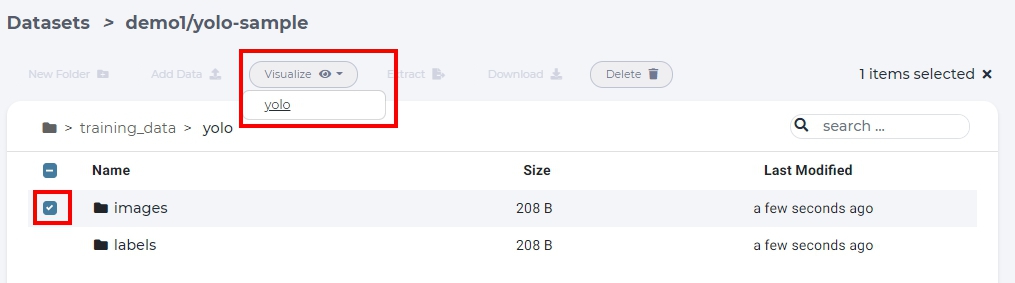 Datasets > demo1/yolo-sample
New Folder Add Data Visualize Extract Download Delete 1 items selected ×
yolo
> training_data > yolo search ...
Name Size Last Modified
images 208 B a few seconds ago
labels 208 B a few seconds ago